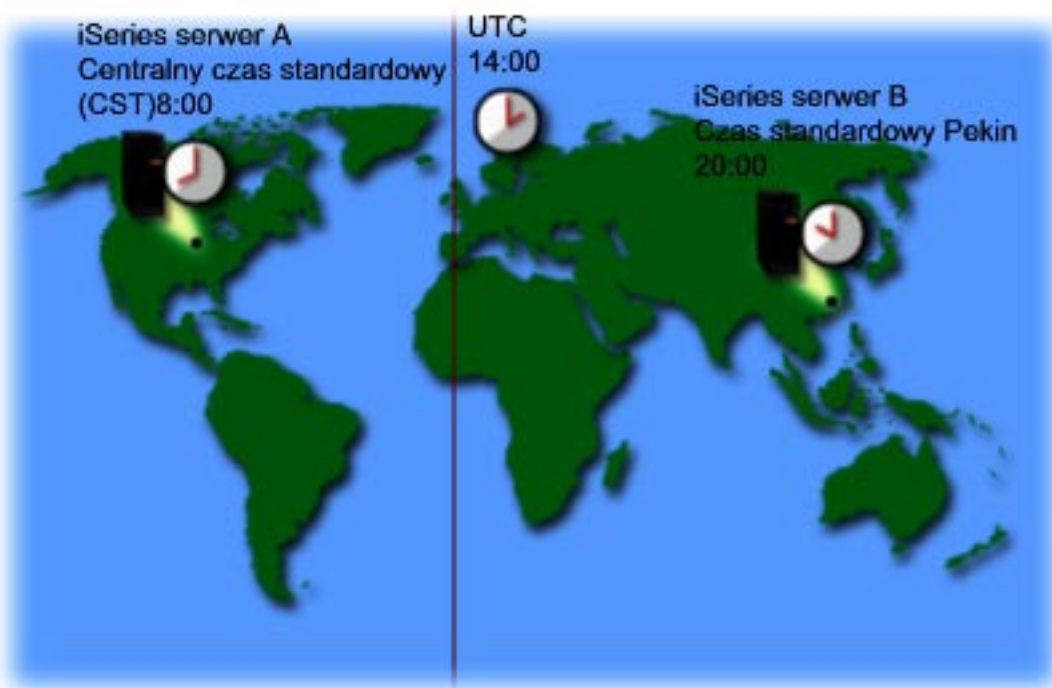 iSeries serwer A
Centralny czas standardowy
(CST)8:00
UTC
14:00
iSeries serwer B
Czas standardowy Pekin
20:00